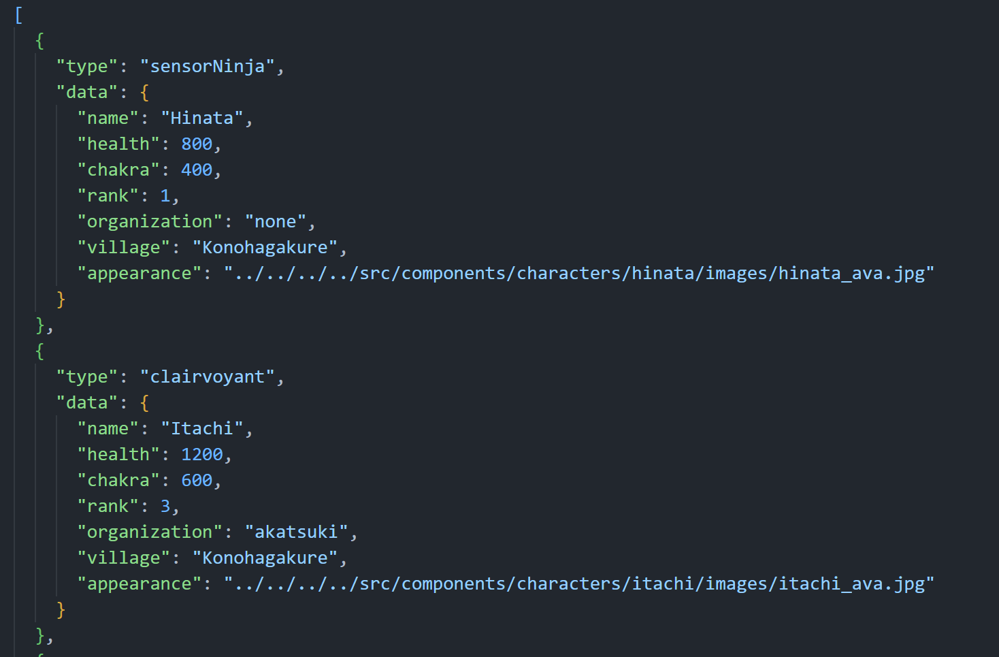 [
  {
    "type": "sensorNinja",
    "data": {
      "name": "Hinata",
      "health": 800,
      "chakra": 400,
      "rank": 1,
      "organization": "none",
      "village": "Konohagakure",
      "appearance": "../../../../src/components/characters/hinata/images/hinata_ava.jpg"
    }
  },
  {
    "type": "clairvoyant",
    "data": {
      "name": "Itachi",
      "health": 1200,
      "chakra": 600,
      "rank": 3,
      "organization": "akatsuki",
      "village": "Konohagakure",
      "appearance": "../../../../src/components/characters/itachi/images/itachi_ava.jpg"
    }
  },